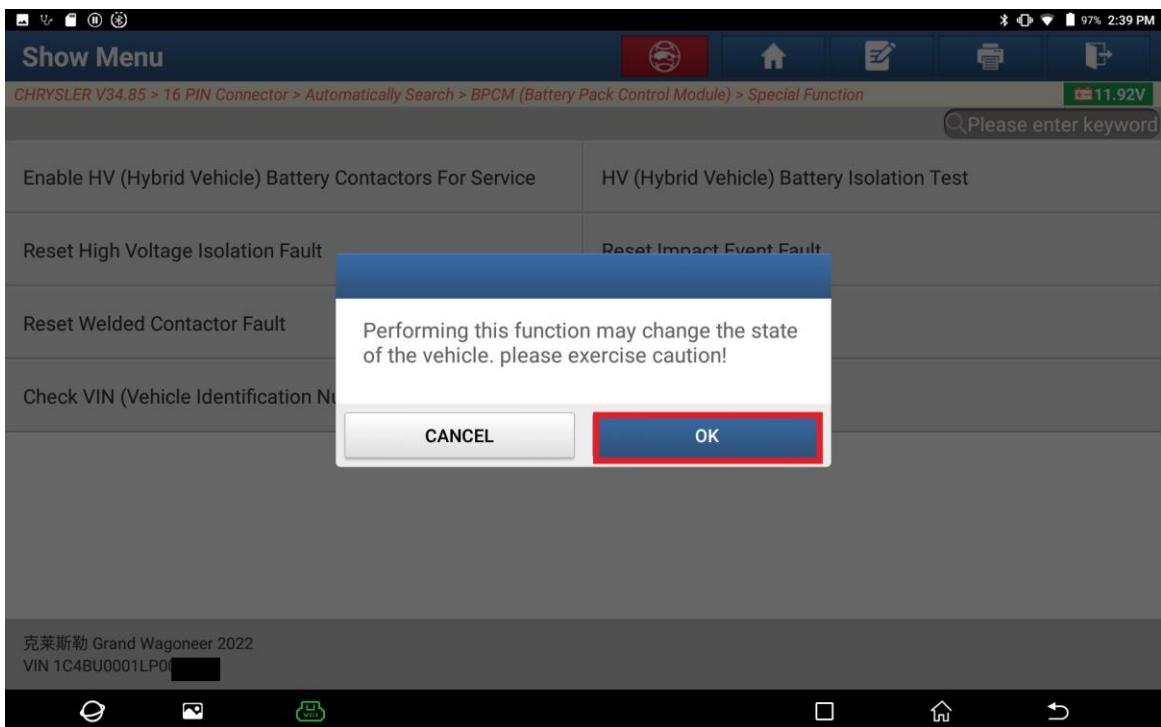 97% 2:39 PM
Show Menu
CHRYSLER V34.85 > 16 PIN Connector > Automatically Search > BPCM (Battery Pack Control Module) > Special Function
11.92V
Please enter keyword
Enable HV (Hybrid Vehicle) Battery Contactors For Service
HV (Hybrid Vehicle) Battery Isolation Test
Reset High Voltage Isolation Fault
Reset Impact Event Fault
Reset Welded Contactor Fault
Performing this function may change the state
of the vehicle. please exercise caution!
Check VIN (Vehicle Identification Nu
CANCEL
OK
克莱斯勒 Grand Wagoneer 2022
VIN 1C4BU0001LP00
VCI